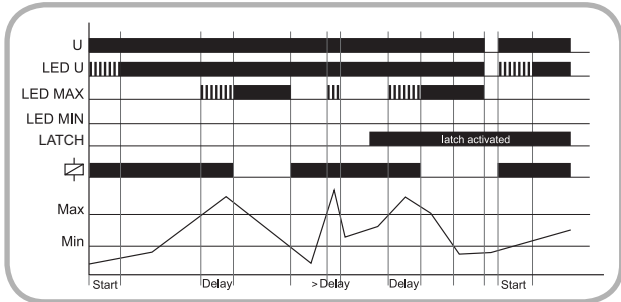 U
LED U
LED MAX
LED MIN
LATCH
latch activated
Max
Min
Start
Delay
> Delay
Delay
Start